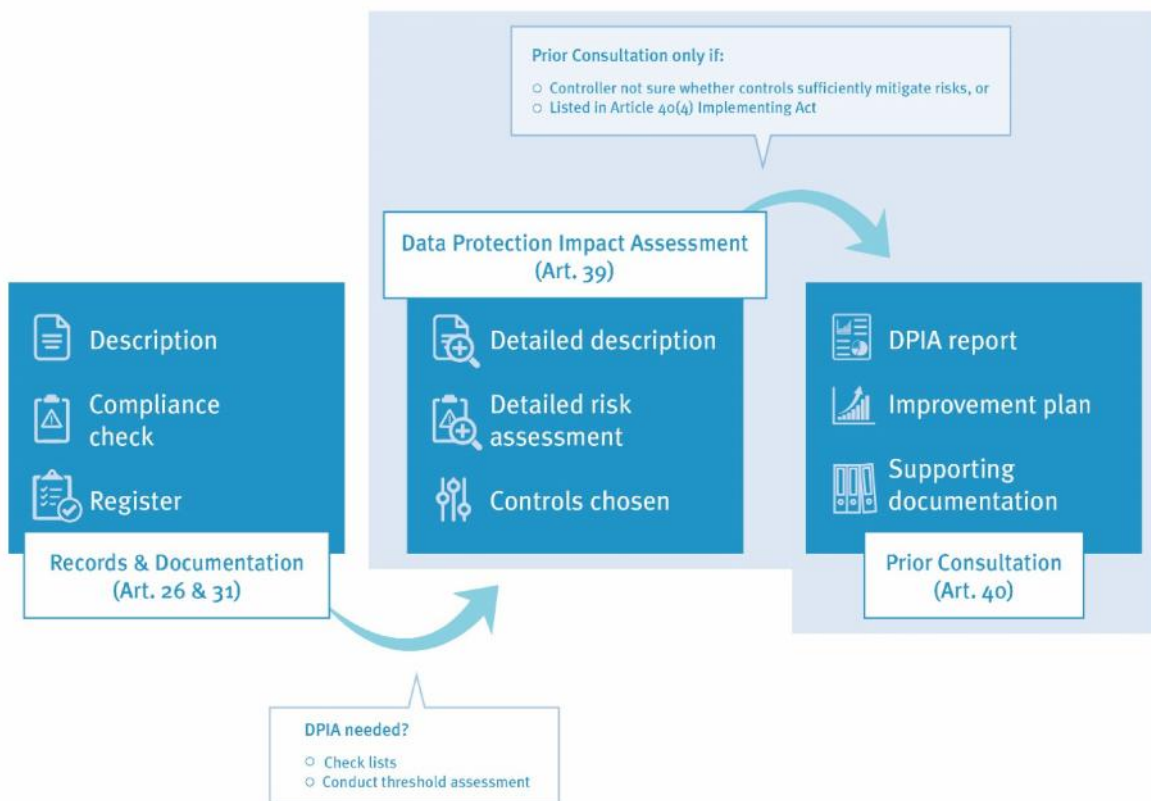 Prior Consultation only if:
○ Controller not sure whether controls sufficiently mitigate risks, or
○ Listed in Article 40(4) Implementing Act
Data Protection Impact Assessment
(Art. 39)
Description
Compliance
check
Register
Records & Documentation
(Art. 26 & 31)
Detailed description
Detailed risk
assessment
Controls chosen
DPIA report
Improvement plan
Supporting
documentation
Prior Consultation
(Art. 40)
DPIA needed?
○ Check lists
○ Conduct threshold assessment